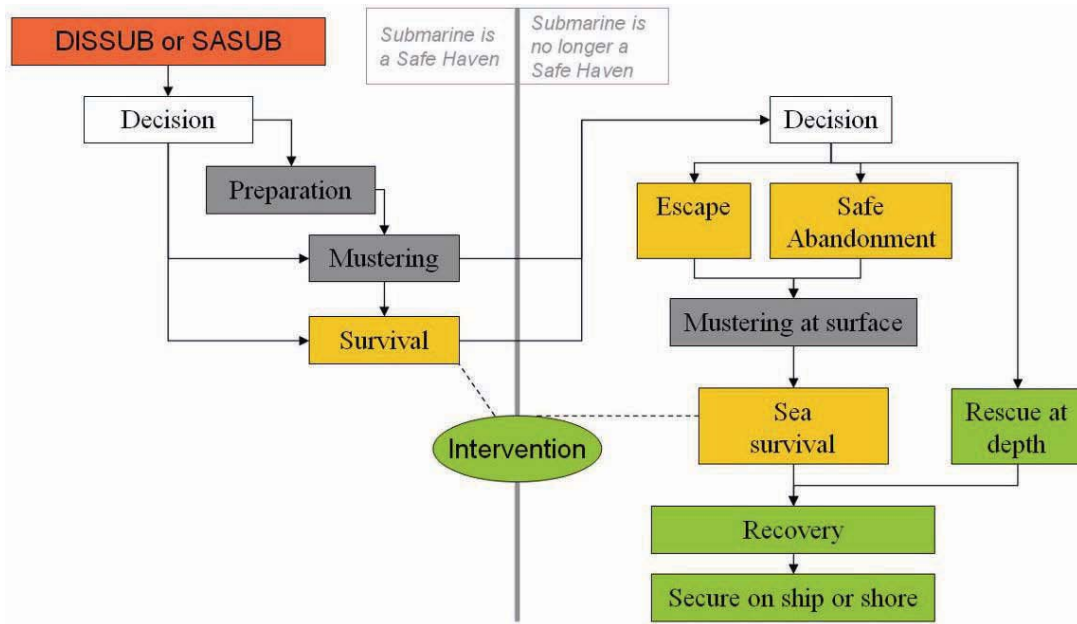 DISSUB or SASUB
Submarine is
a Safe Haven
Submarine is
no longer a
Safe Haven
Decision
Preparation
Mustering
Survival
Intervention
Decision
Escape
Safe
Abandonment
Mustering at surface
Sea
survival
Rescue at
depth
Recovery
Secure on ship or shore